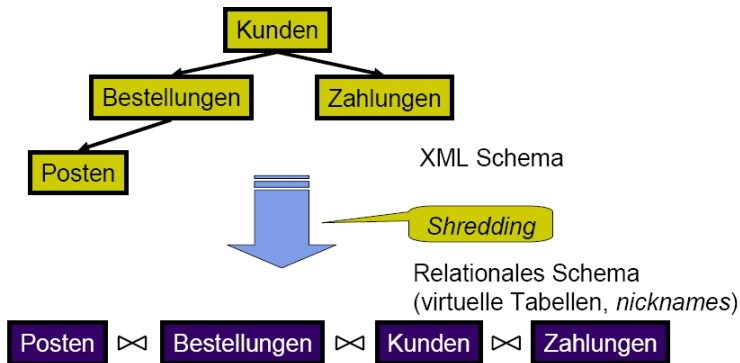 Kunden
Bestellungen
Zahlungen
Posten
XML Schema
Shredding
Relationales Schema
(virtuelle Tabellen, nicknames)
Posten ⋈ Bestellungen ⋈ Kunden ⋈ Zahlungen